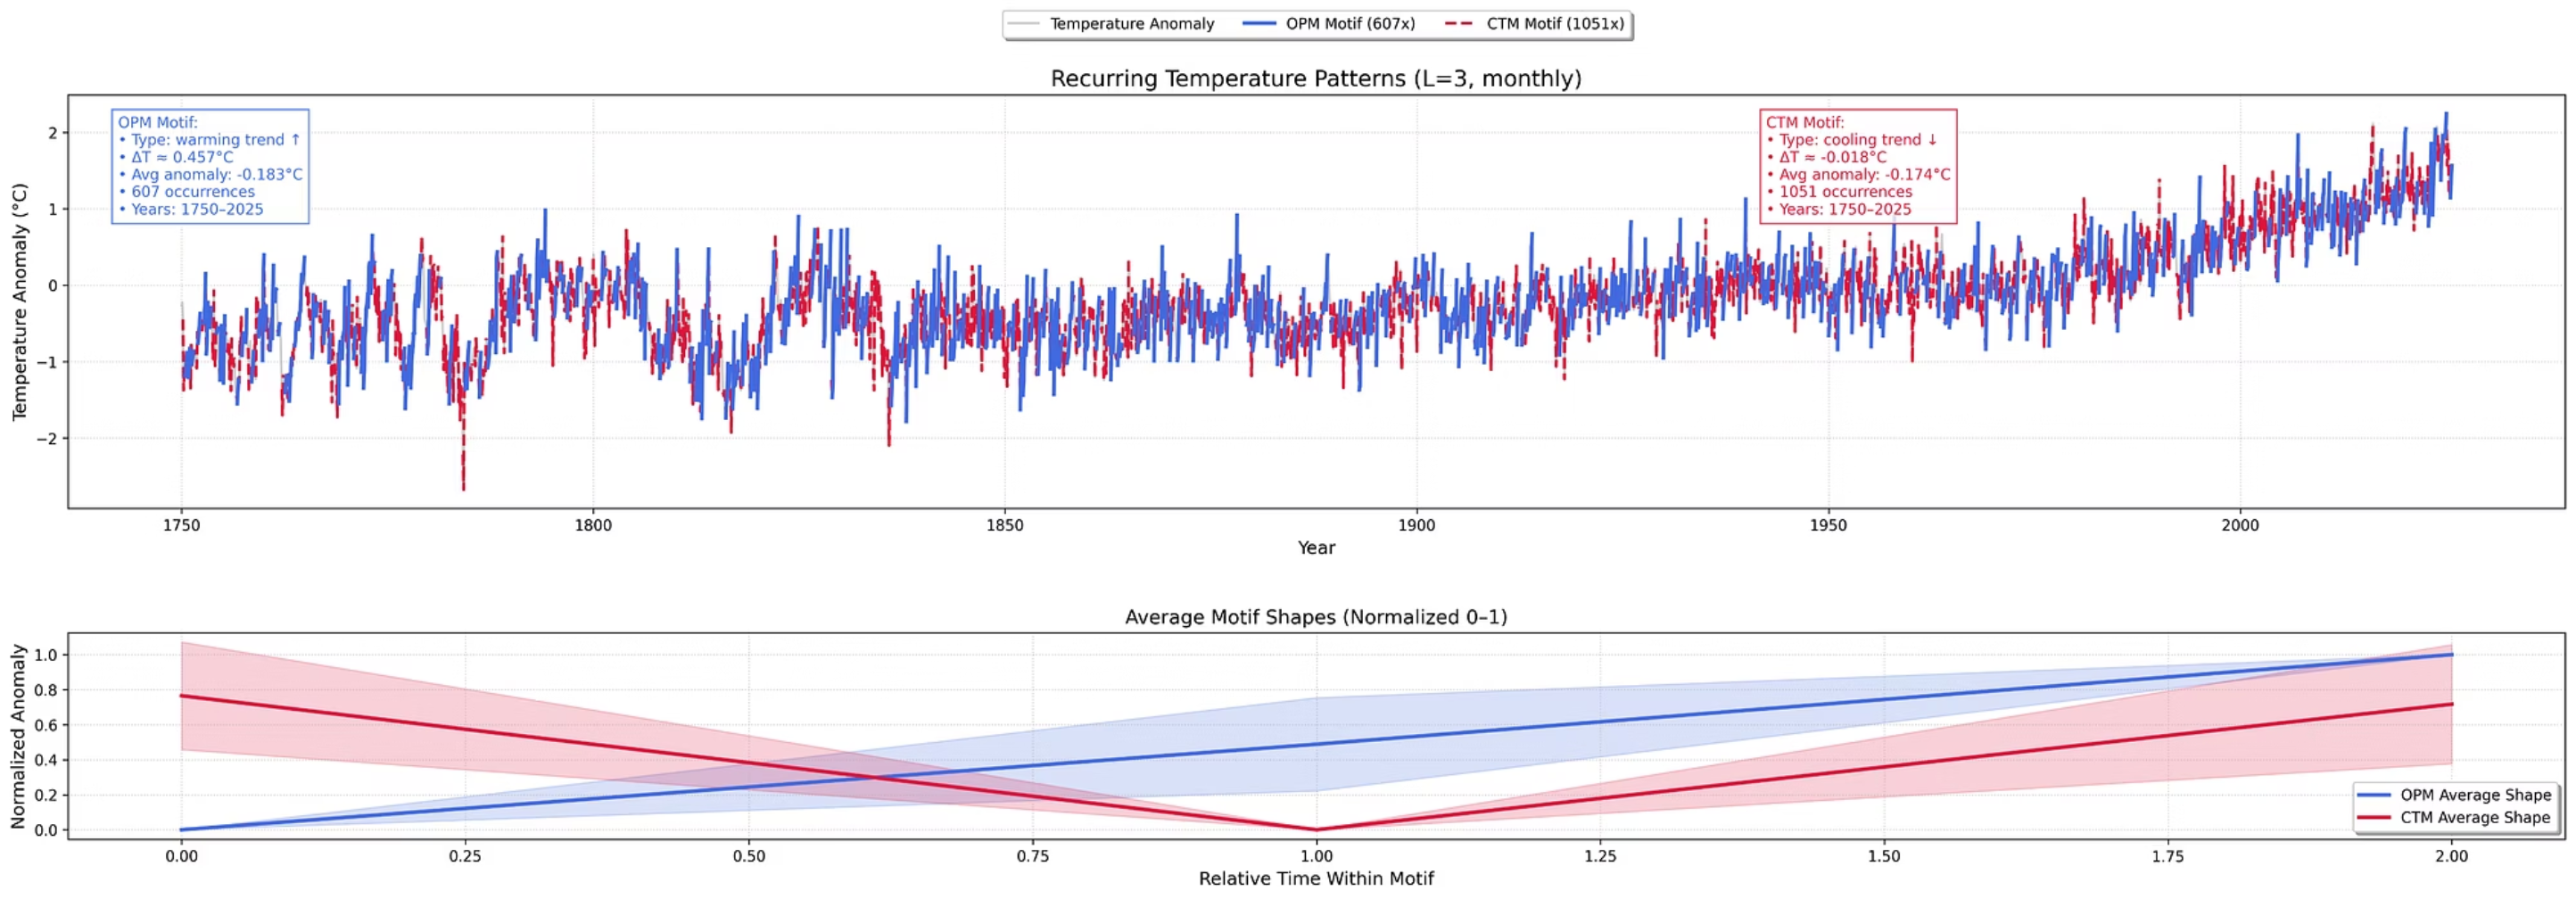 Temperature Anomaly OPM Motif (607x) CTM Motif (1051x)
Recurring Temperature Patterns (L=3, monthly)
OPM Motif:
• Type: warming trend ↑
• ΔT ≈ 0.457°C
• Avg anomaly: -0.183°C
• 607 occurrences
• Years: 1750–2025
CTM Motif:
• Type: cooling trend ↓
• ΔT ≈ -0.018°C
• Avg anomaly: -0.174°C
• 1051 occurrences
• Years: 1750–2025
Temperature Anomaly (°C)
2
1
0
−1
−2
1750 1800 1850 1900 1950 2000
Year
Average Motif Shapes (Normalized 0–1)
Normalized Anomaly
1.0
0.8
0.6
0.4
0.2
0.0
OPM Average Shape
CTM Average Shape
0.00 0.25 0.50 0.75 1.00 1.25 1.50 1.75 2.00
Relative Time Within Motif